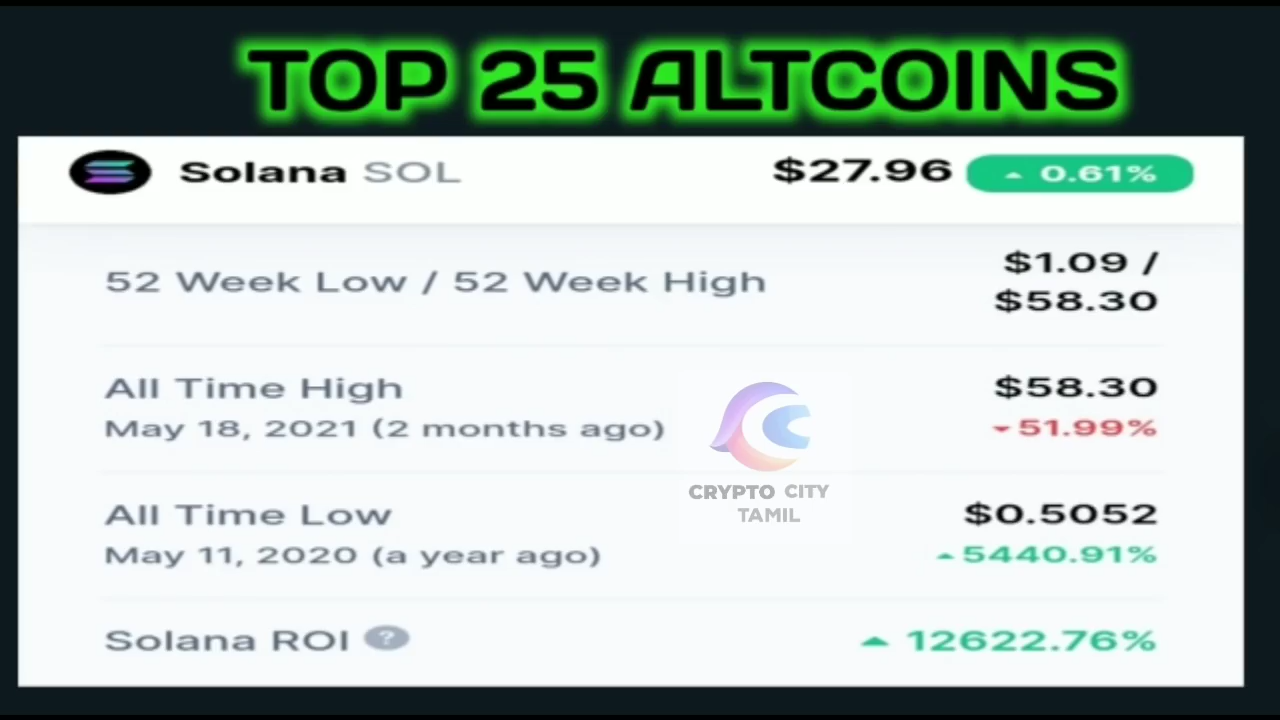 TOP 25 ALTCOINS
Solana SOL $27.96 0.61%
52 Week Low / 52 Week High $1.09 /
$58.30
All Time High $58.30
May 18, 2021 (2 months ago) 51.99%
CRYPTO CITY
TAMIL
All Time Low $0.5052
May 11, 2020 (a year ago) 5440.91%
Solana ROI ? 12622.76%